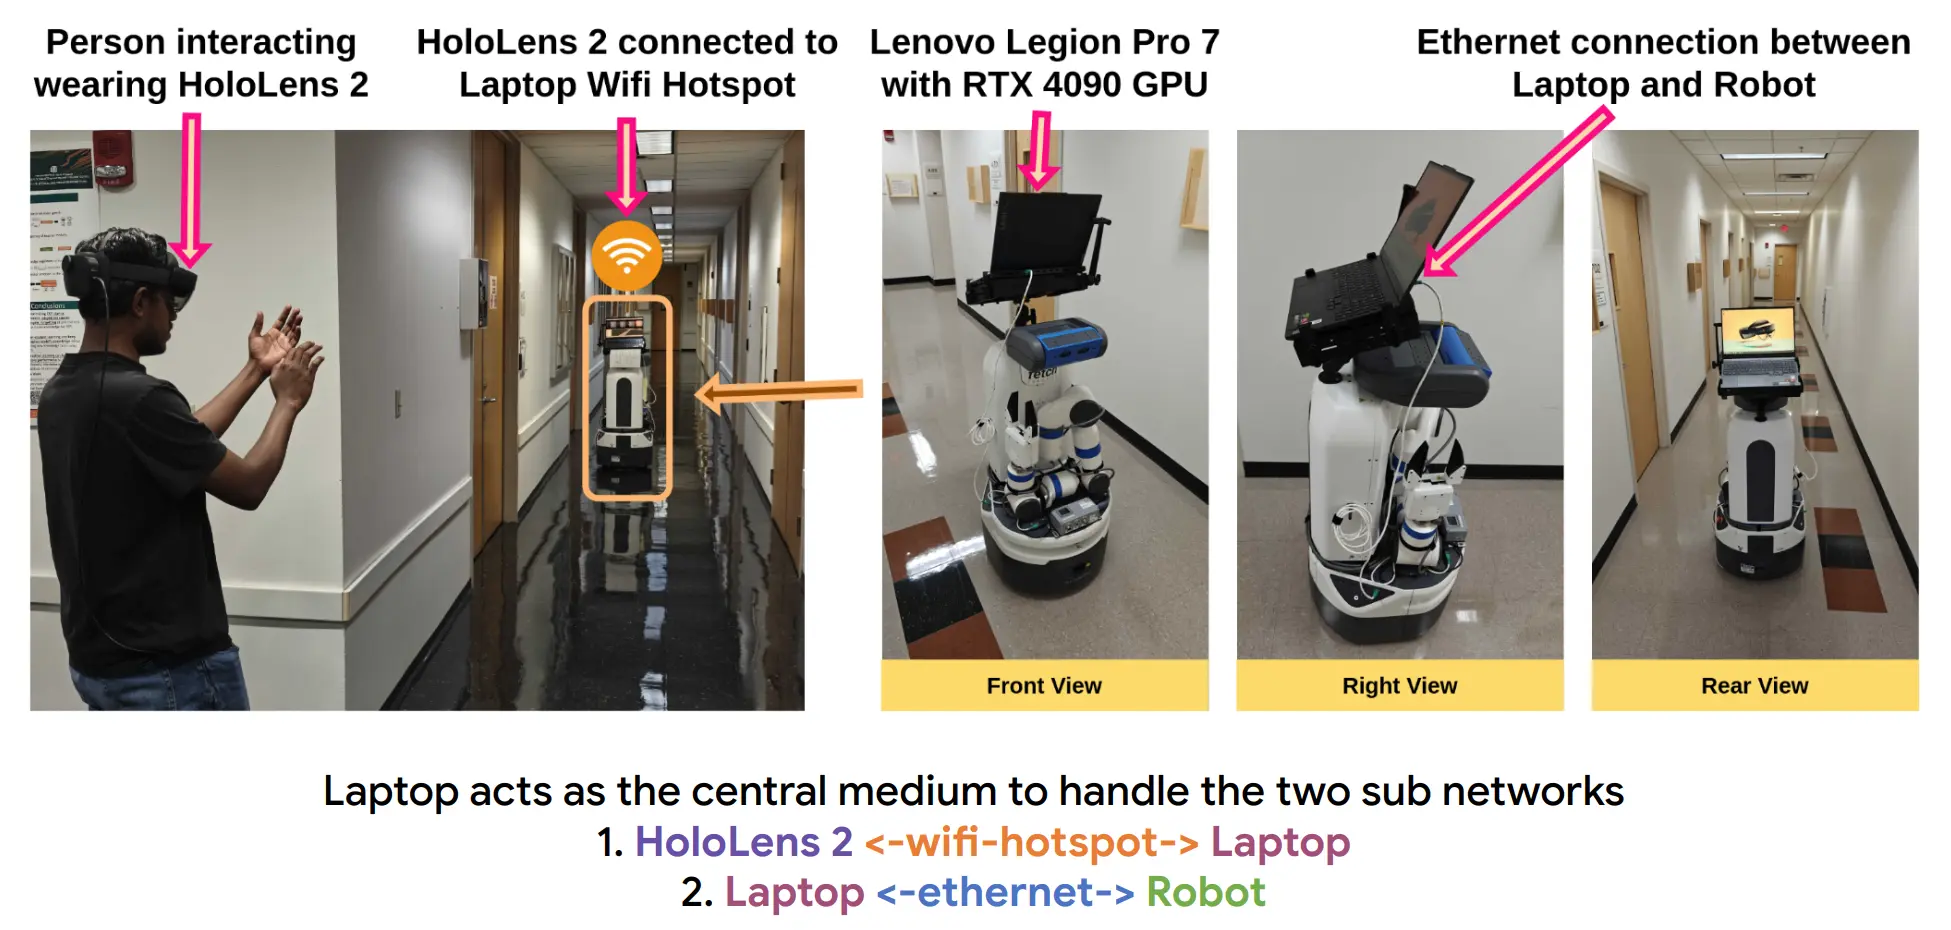 Person interacting
wearing HoloLens 2
HoloLens 2 connected to
Laptop Wifi Hotspot
Lenovo Legion Pro 7
with RTX 4090 GPU
Ethernet connection between
Laptop and Robot
Conclusions
fetch
Front View
Right View
Rear View
Laptop acts as the central medium to handle the two sub networks
1. HoloLens 2 <-wifi-hotspot-> Laptop
2. Laptop <-ethernet-> Robot